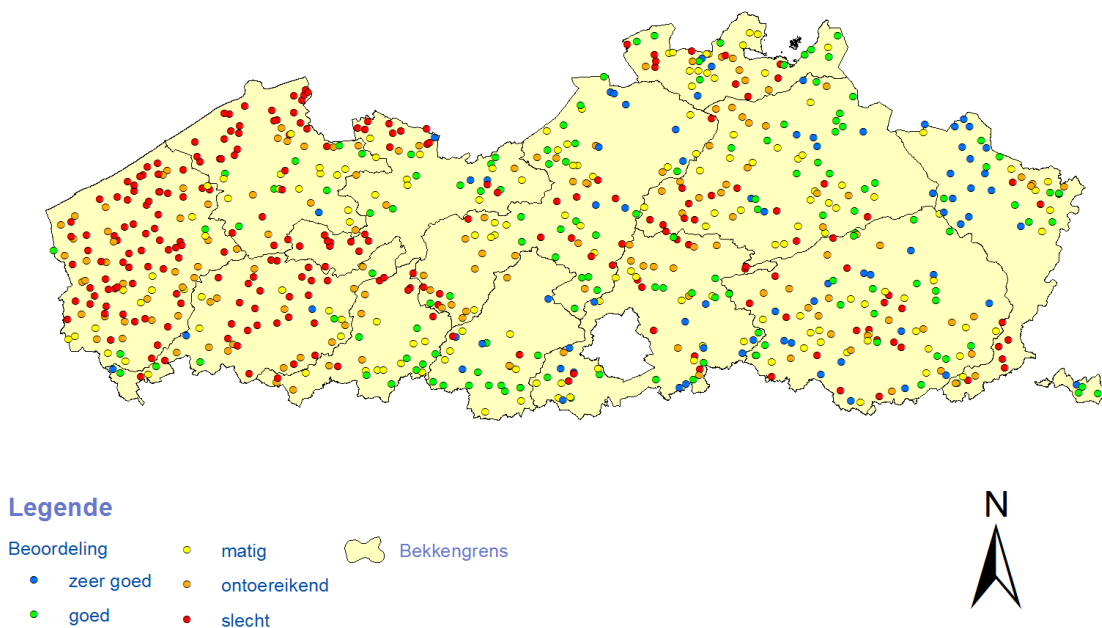 N
Legende
Beoordeling
zeer goed
goed
matig
ontoereikend
slecht
Bekkengrens